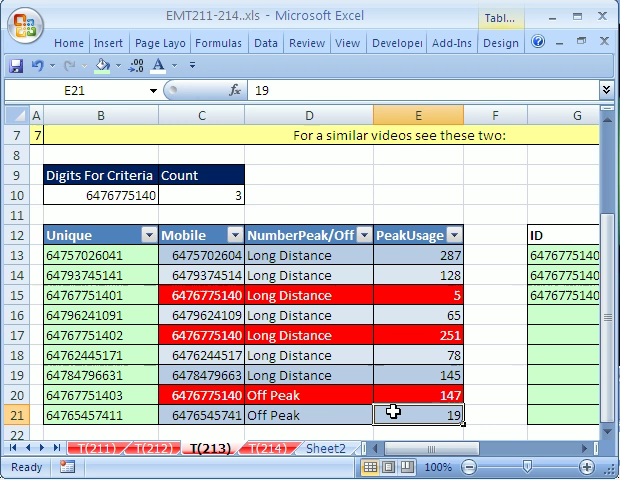 EMT211-214..xls - Microsoft Excel
Tabl...
Home Insert Page Layo Formulas Data Review View Developer Add-Ins Design
E21 fx 19
A B C D E F G
7 7 For a similar videos see these two:
8
9 Digits For Criteria Count
10 6476775140 3
11
12 Unique Mobile NumberPeak/Off PeakUsage ID
13 64757026041 6475702604 Long Distance 287 6476775140
14 64793745141 6479374514 Long Distance 128 6476775140
15 64767751401 6476775140 Long Distance 5 6476775140
16 64796241091 6479624109 Long Distance 65
17 64767751402 6476775140 Long Distance 251
18 64762445171 6476244517 Long Distance 78
19 64784796631 6478479663 Long Distance 145
20 64767751403 6476775140 Off Peak 147
21 64765457411 6476545741 Off Peak 19
22
T(211) T(212) T(213) T(214) Sheet2
Ready 100%